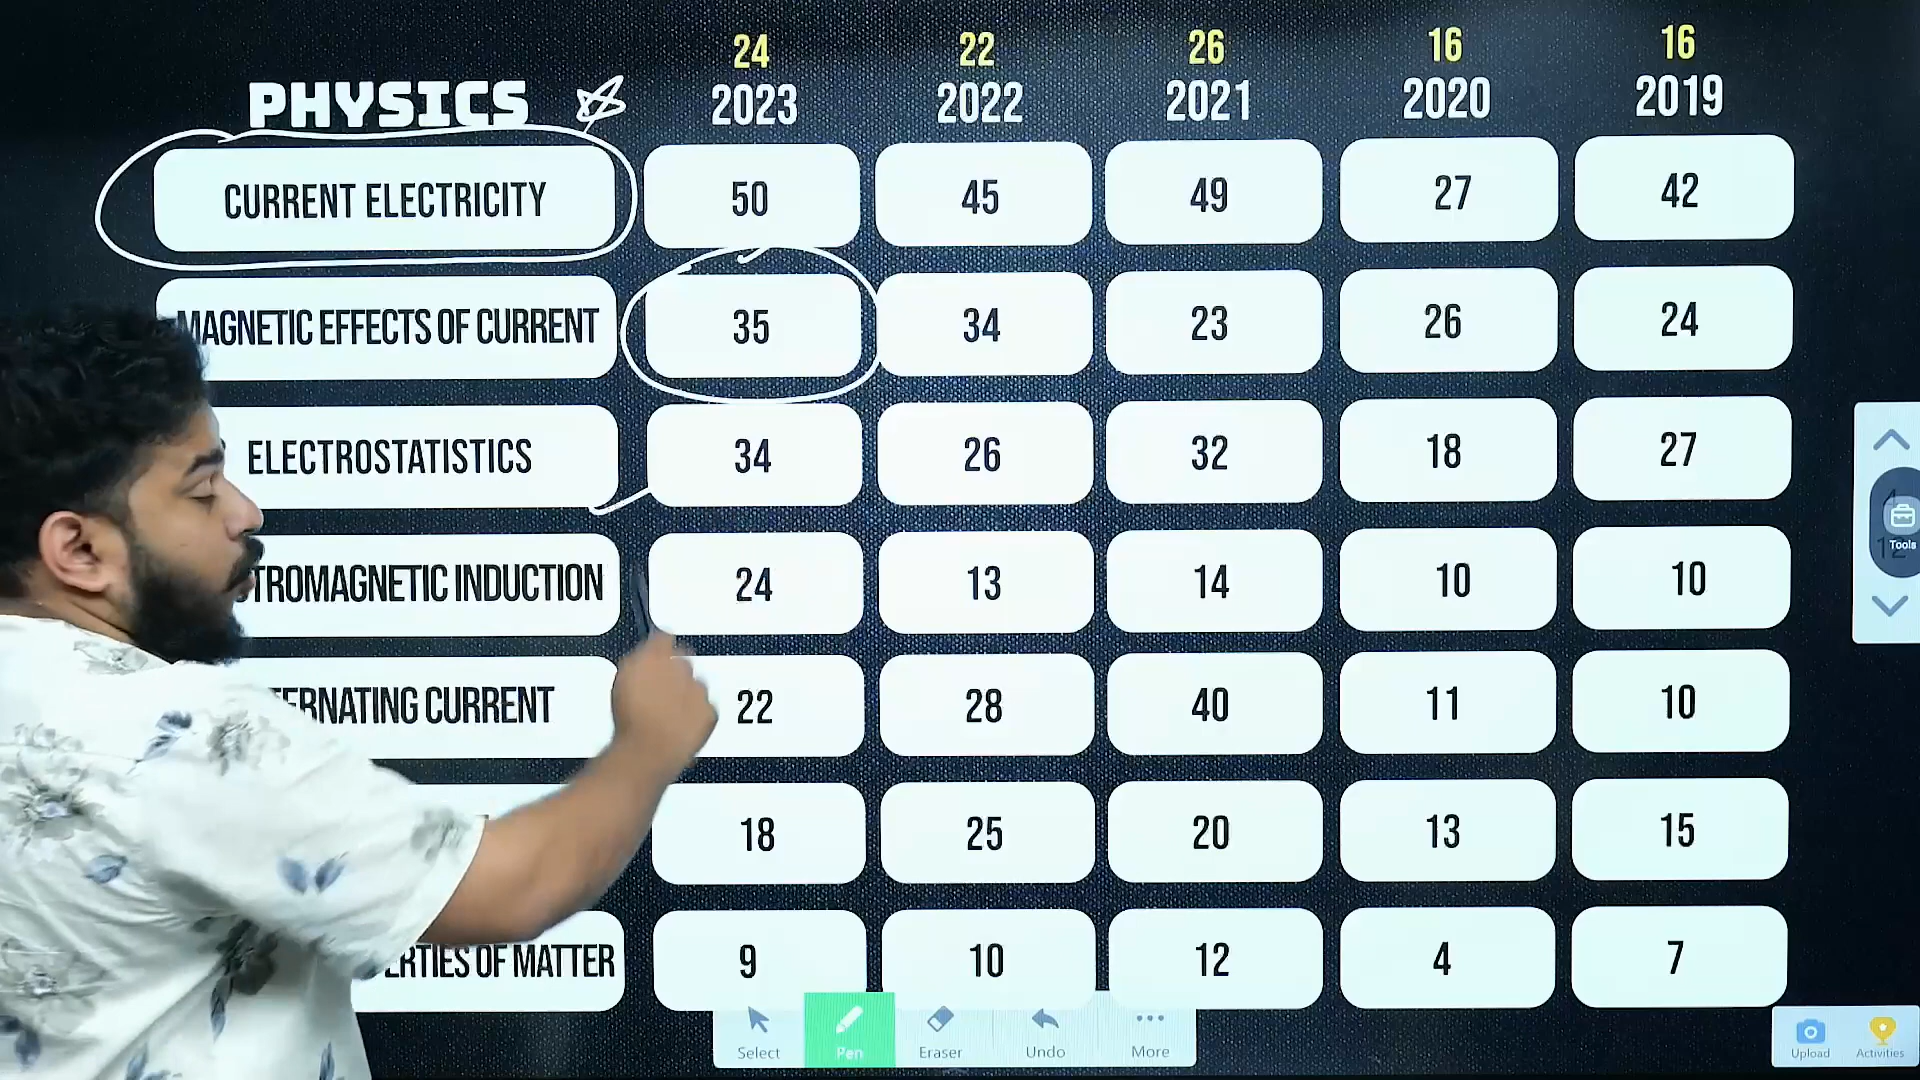 24 22 26 16 16
PHYSICS 2023 2022 2021 2020 2019
CURRENT ELECTRICITY 50 45 49 27 42
MAGNETIC EFFECTS OF CURRENT 35 34 23 26 24
ELECTROSTATISTICS 34 26 32 18 27
TROMAGNETIC INDUCTION 24 13 14 10 10
ERNATING CURRENT 22 28 40 11 10
18 25 20 13 15
ERTIES OF MATTER 9 10 12 4 7
Tools
Select Pen Eraser Undo More
Upload Activities